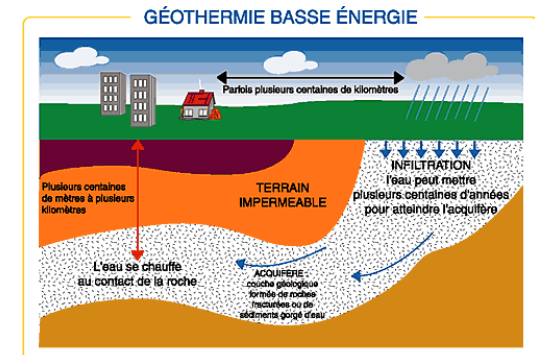 GÉOTHERMIE BASSE ÉNERGIE
Parfois plusieurs centaines de kilomètres
INFILTRATION
l'eau peut mettre
plusieurs centaines d'années
pour atteindre l'acquifère
Plusieurs centaines
de mètres à plusieurs
kilomètres
TERRAIN
IMPERMEABLE
L'eau se chauffe
au contact de la roche
ACQUIFERE :
couche géologique
formée de roches
fracturées ou de
sédiments gorgé d'eau